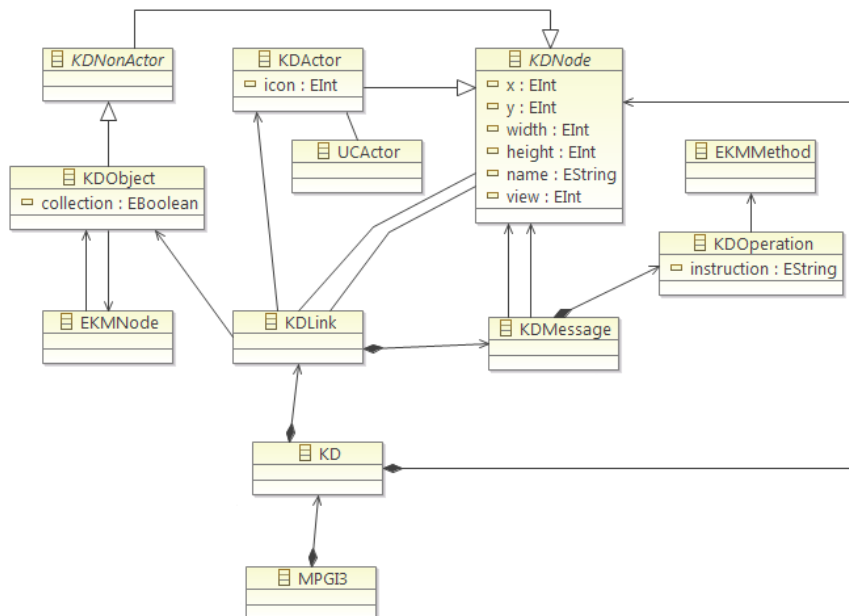 KDNonActor
KDActor
icon : EInt
KDNode
x : EInt
y : EInt
width : EInt
height : EInt
name : EString
view : EInt
UCActor
EKMMethod
KDObject
collection : EBoolean
KDOperation
instruction : EString
EKMNode
KDLink
KDMessage
KD
MPGI3